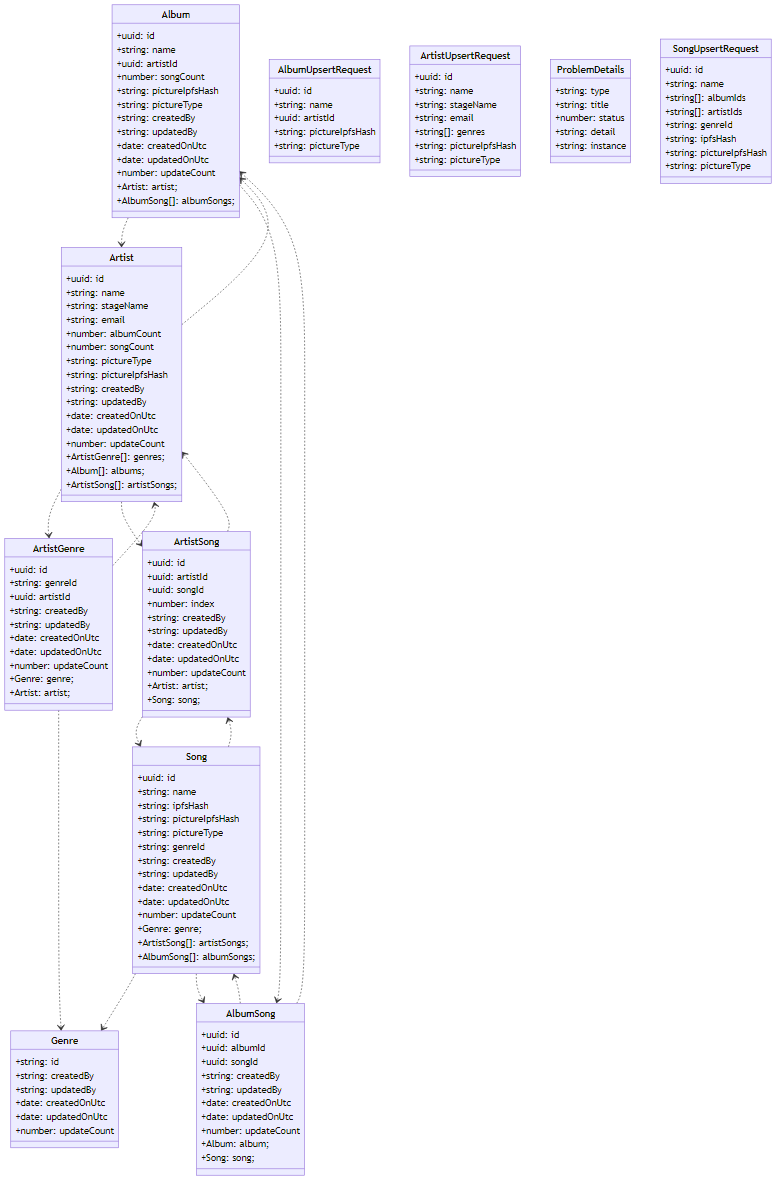 Album
+uuid: id
+string: name
+uuid: artistId
+number: songCount
+string: pictureIpfsHash
+string: pictureType
+string: createdBy
+string: updatedBy
+date: createdOnUtc
+date: updatedOnUtc
+number: updateCount
+Artist: artist;
+AlbumSong[]: albumSongs;
AlbumUpsertRequest
+uuid: id
+string: name
+uuid: artistId
+string: pictureIpfsHash
+string: pictureType
ArtistUpsertRequest
+uuid: id
+string: name
+string: stageName
+string: email
+string[]: genres
+string: pictureIpfsHash
+string: pictureType
ProblemDetails
+string: type
+string: title
+number: status
+string: detail
+string: instance
SongUpsertRequest
+uuid: id
+string: name
+string[]: albumIds
+string[]: artistIds
+string: genreId
+string: ipfsHash
+string: pictureIpfsHash
+string: pictureType
Artist
+uuid: id
+string: name
+string: stageName
+string: email
+number: albumCount
+number: songCount
+string: pictureType
+string: pictureIpfsHash
+string: createdBy
+string: updatedBy
+date: createdOnUtc
+date: updatedOnUtc
+number: updateCount
+ArtistGenre[]: genres;
+Album[]: albums;
+ArtistSong[]: artistSongs;
ArtistGenre
+uuid: id
+string: genreId
+uuid: artistId
+string: createdBy
+string: updatedBy
+date: createdOnUtc
+date: updatedOnUtc
+number: updateCount
+Genre: genre;
+Artist: artist;
ArtistSong
+uuid: id
+uuid: artistId
+uuid: songId
+number: index
+string: createdBy
+string: updatedBy
+date: createdOnUtc
+date: updatedOnUtc
+number: updateCount
+Artist: artist;
+Song: song;
Song
+uuid: id
+string: name
+string: ipfsHash
+string: pictureIpfsHash
+string: pictureType
+string: genreId
+string: createdBy
+string: updatedBy
+date: createdOnUtc
+date: updatedOnUtc
+number: updateCount
+Genre: genre;
+ArtistSong[]: artistSongs;
+AlbumSong[]: albumSongs;
Genre
+string: id
+string: createdBy
+string: updatedBy
+date: createdOnUtc
+date: updatedOnUtc
+number: updateCount
AlbumSong
+uuid: id
+uuid: albumId
+uuid: songId
+string: createdBy
+string: updatedBy
+date: createdOnUtc
+date: updatedOnUtc
+number: updateCount
+Album: album;
+Song: song;